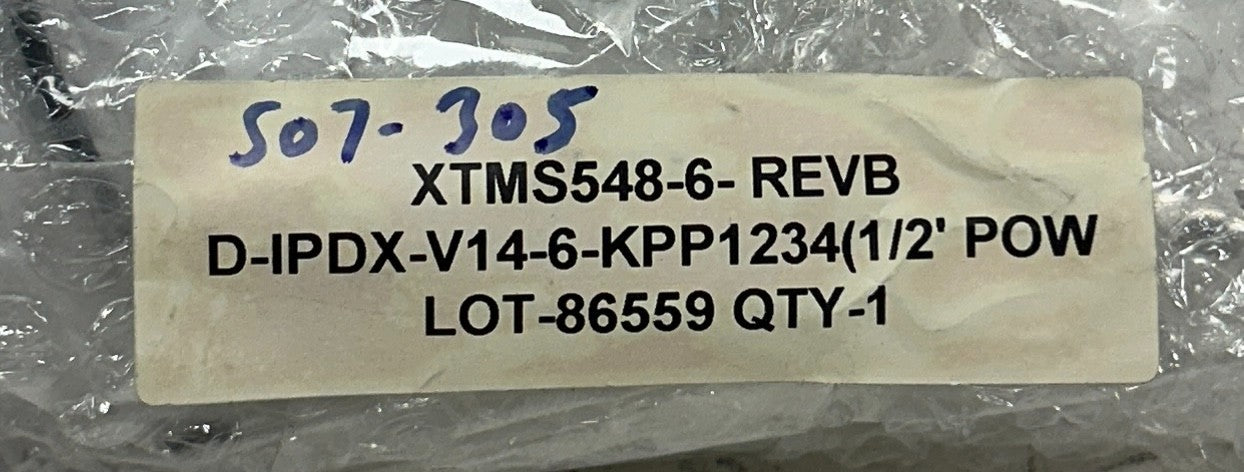 507-305
XTMS548-6- REVB
D-IPDX-V14-6-KPP1234(1/2' POW
LOT-86559 QTY-1